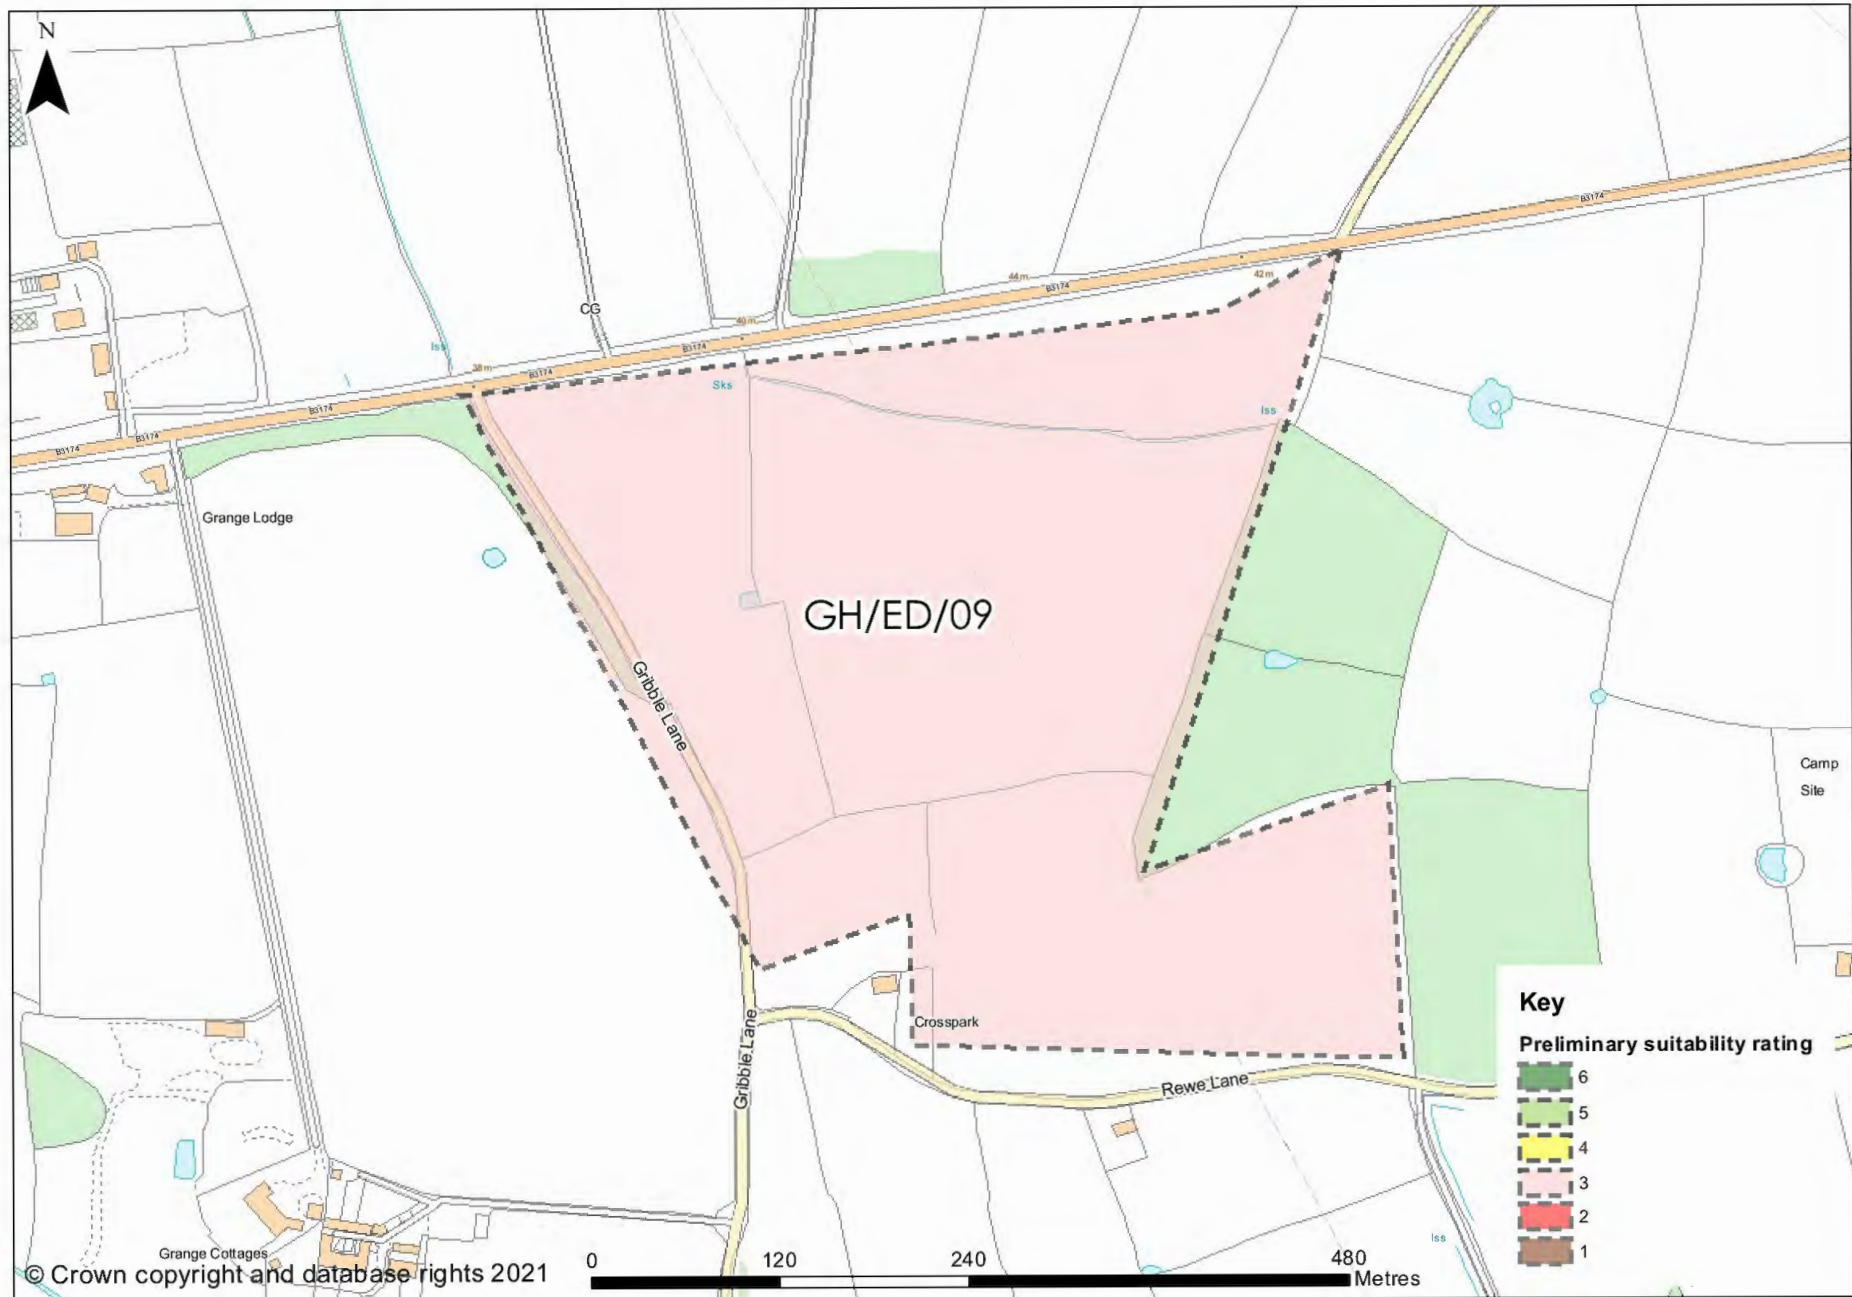 N
B3174
CG
44m
42m
B3174
40m
Iss
B3174
38m
B3174
Sks
B3174
Iss
B3174
B3174
Grange Lodge
GH/ED/09
Gribble Lane
Camp
Site
Crosspark
Gribble Lane
Rewe Lane
Iss
Grange Cottages
© Crown copyright and database rights 2021
0
120
240
480
Metres
Key
Preliminary suitability rating
6
5
4
3
2
1